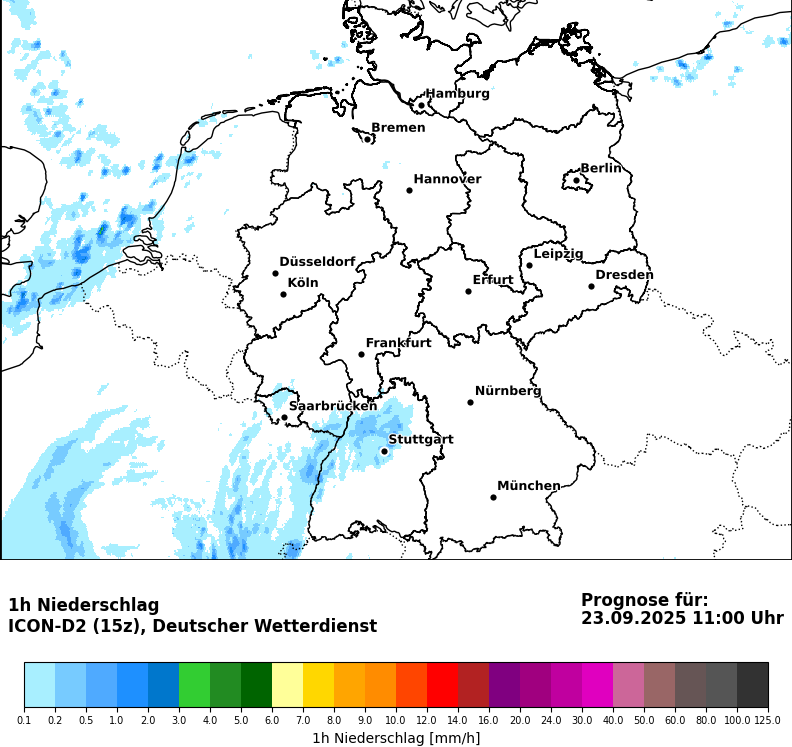 Hamburg
Bremen
Berlin
Hannover
Leipzig
Düsseldorf
Köln
Erfurt
Dresden
Frankfurt
Nürnberg
Saarbrücken
Stuttgart
München
1h Niederschlag
ICON-D2 (15z), Deutscher Wetterdienst
Prognose für:
23.09.2025 11:00 Uhr
0.1 0.2 0.5 1.0 2.0 3.0 4.0 5.0 6.0 7.0 8.0 9.0 10.0 12.0 14.0 16.0 20.0 24.0 30.0 40.0 50.0 60.0 80.0 100.0 125.0
1h Niederschlag [mm/h]